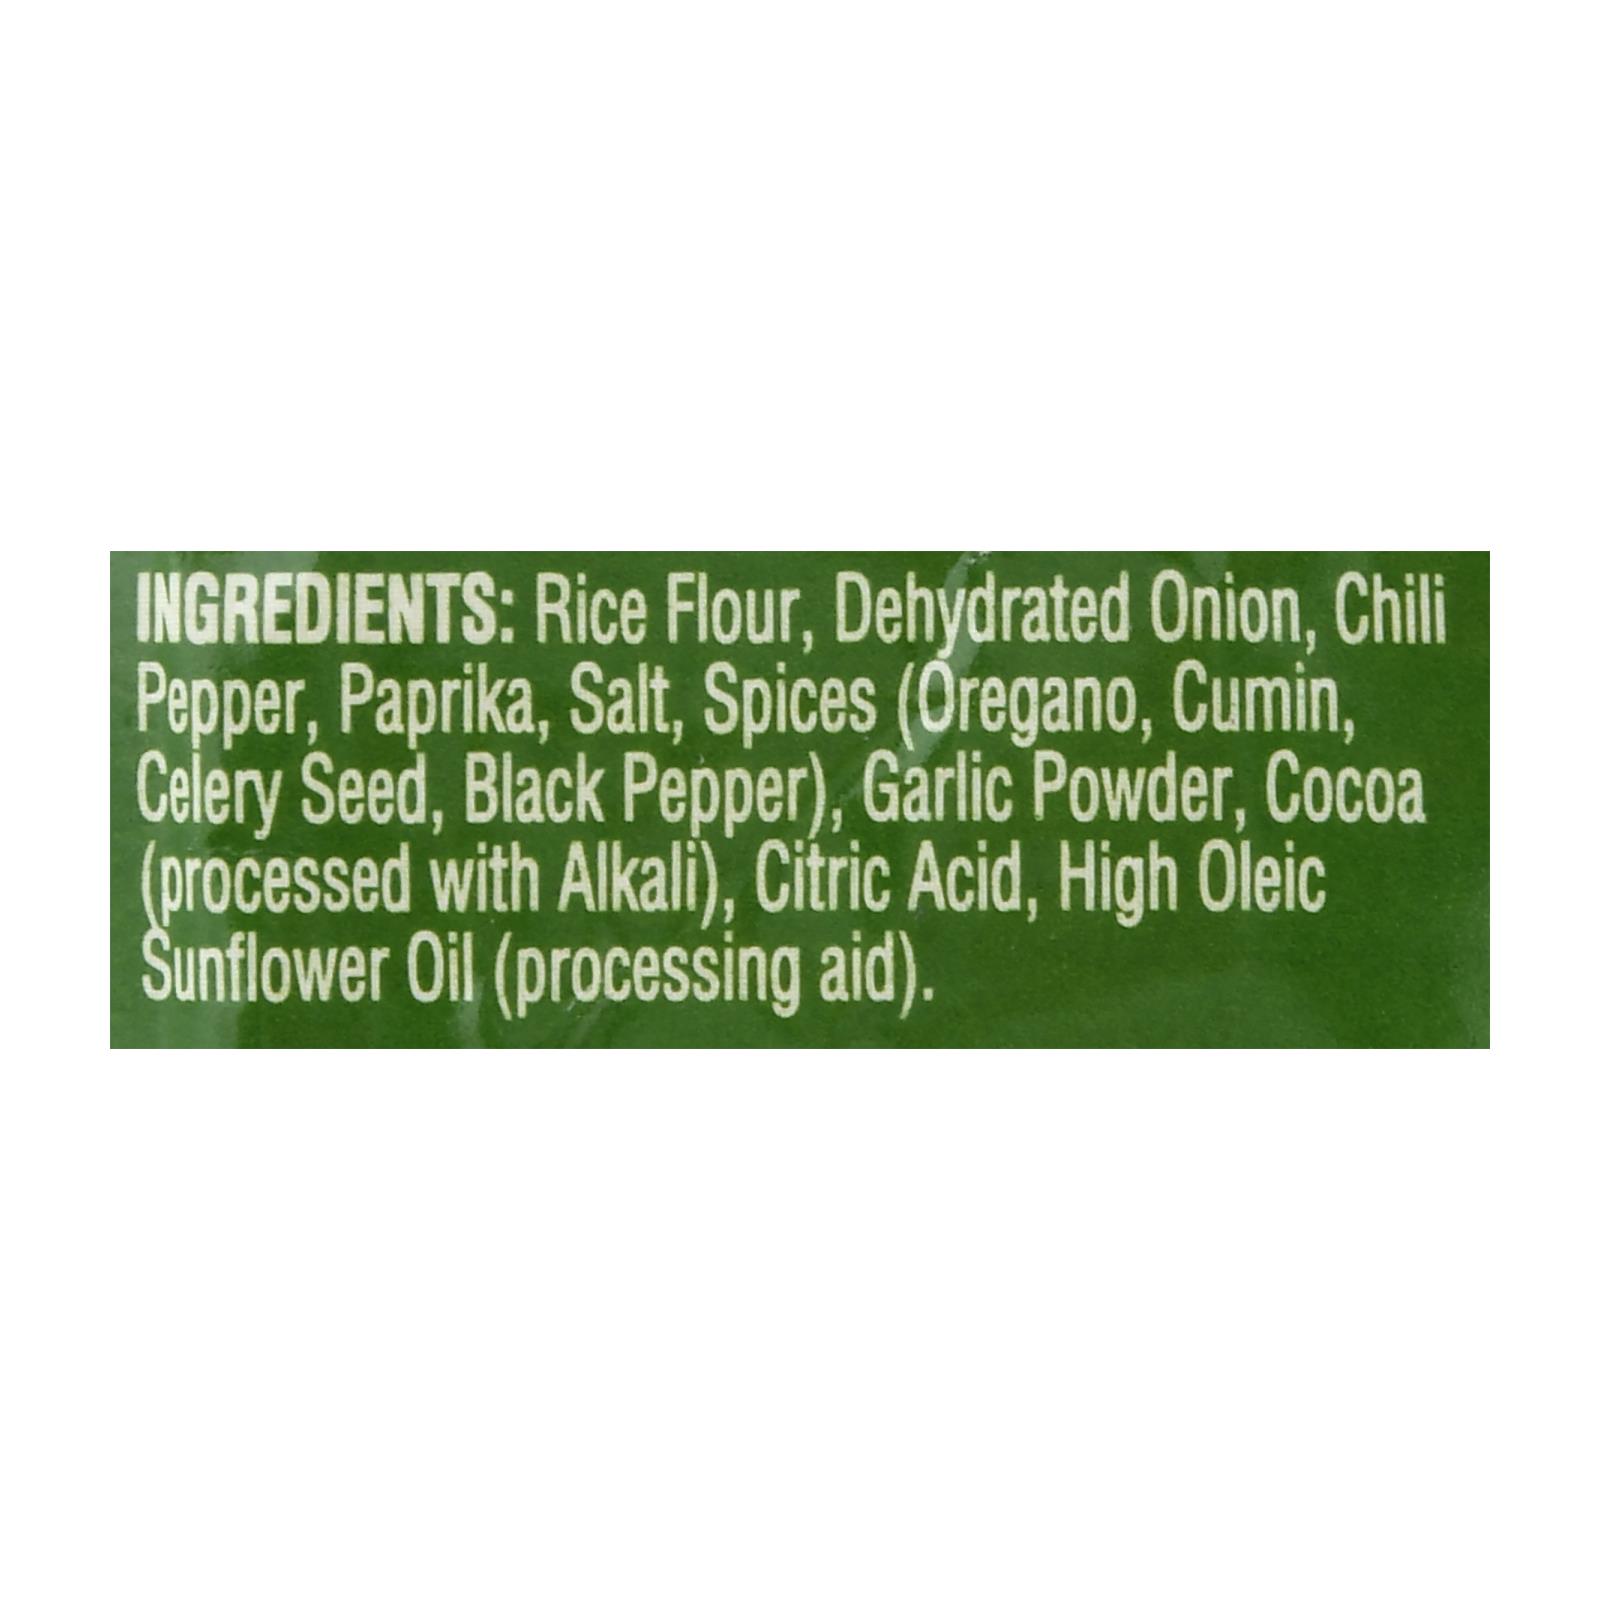 INGREDIENTS: Rice Flour, Dehydrated Onion, Chili
Pepper, Paprika, Salt, Spices (Oregano, Cumin,
Celery Seed, Black Pepper), Garlic Powder, Cocoa
(processed with Alkali), Citric Acid, High Oleic
Sunflower Oil (processing aid).